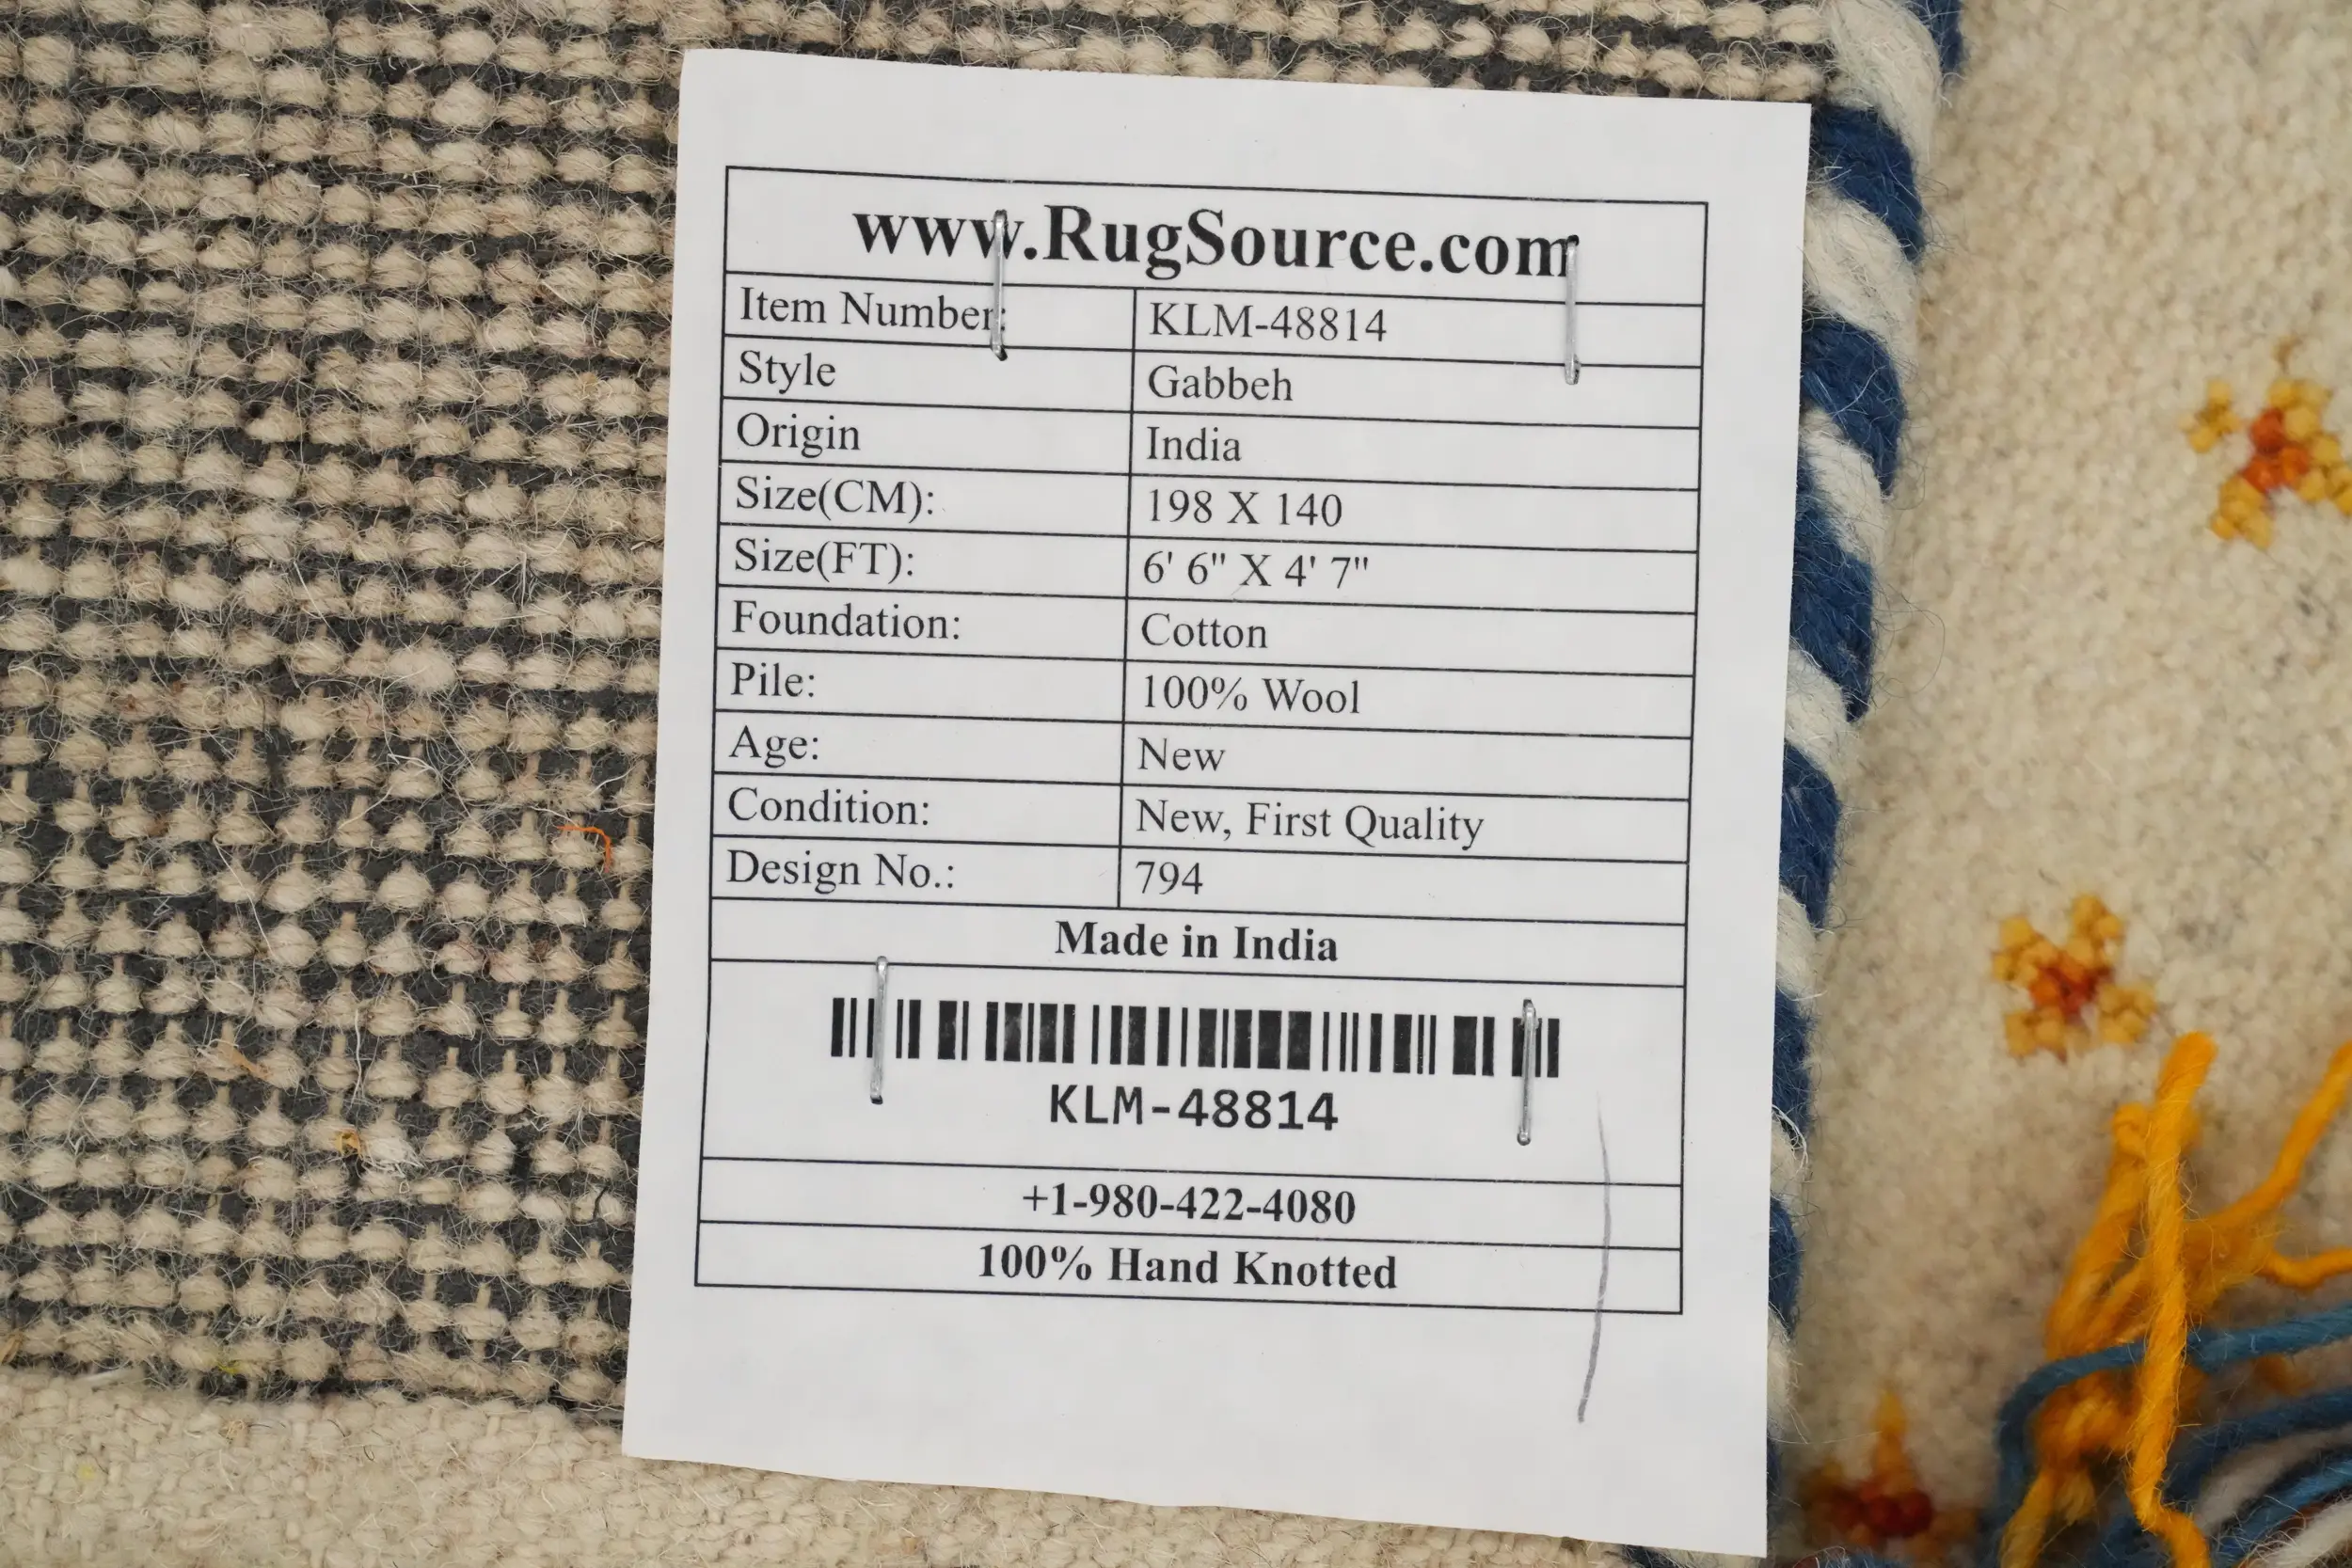 www.RugSource.com
Item Number: KLM-48814
Style Gabbeh
Origin India
Size(CM): 198 X 140
Size(FT): 6' 6" X 4' 7"
Foundation: Cotton
Pile: 100% Wool
Age: New
Condition: New, First Quality
Design No.: 794
Made in India
KLM-48814
+1-980-422-4080
100% Hand Knotted